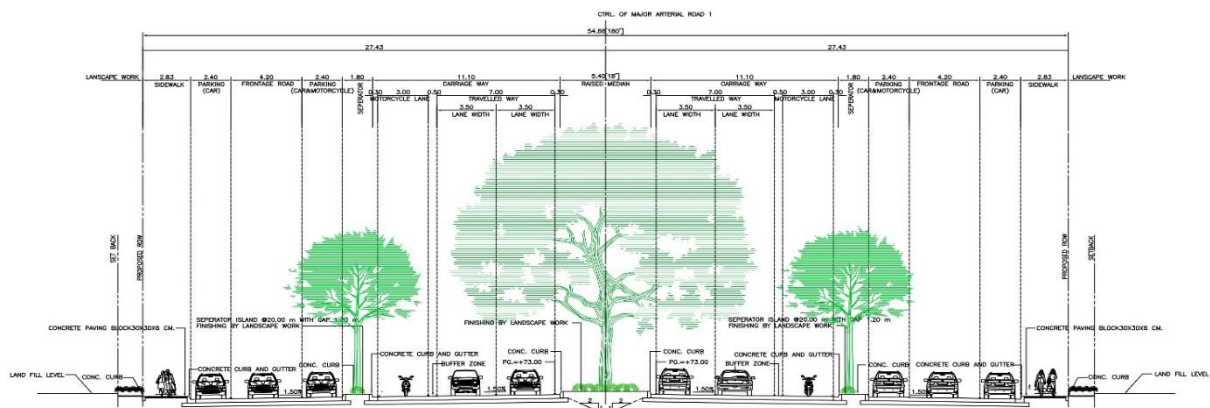 CTRL. OF MAJOR ARTERIAL ROAD 1
54.86[180"]
27.43 27.43
LANSCAPE WORK 2.83 2.40 4.20 2.40 1.80 11.10 5.40[18"] 11.10 1.80 2.40 4.20 2.40 2.83 LANSCAPE WORK
SIDEWALK PARKING FRONTAGE ROAD PARKING CARRIAGE WAY RAISED MEDIAN CARRIAGE WAY PARKING FRONTAGE ROAD PARKING SIDEWALK
(CAR) (CAR&MOTORCYCLE) (CAR&MOTORCYCLE) (CAR)
SEPERATOR 0.30 3.00 0.50 7.00 0.30 0.30 7.00 0.50 3.00 0.30 SEPERATOR
MOTORCYCLE LANE TRAVELLED WAY TRAVELLED WAY MOTORCYCLE LANE
3.50 3.50 3.50 3.50
LANE WIDTH LANE WIDTH LANE WIDTH LANE WIDTH
SET BACK PROPOSED ROW PROPOSED ROW SETBACK
SEPERATOR ISLAND @20.00 m WITH GAP 1.20 m SEPERATOR ISLAND @20.00 m WITH GAP 1.20 m
FINISHING BY LANDSCAPE WORK FINISHING BY LANDSCAPE WORK FINISHING BY LANDSCAPE WORK
CONCRETE PAVING BLOCK30X30X6 CM. CONCRETE PAVING BLOCK30X30X6 CM.
CONC. CURB CONCRETE CURB AND GUTTER CONC. CURB CONC. CURB CONCRETE CURB AND GUTTER CONC. CURB CONCRETE CURB AND GUTTER
BUFFER ZONE PG.=+73.00 PG.=+73.00 BUFFER ZONE
LAND FILL LEVEL CONC. CURB CONCRETE CURB AND GUTTER CONC. CURB LAND FILL LEVEL
1.50% 1.50% 1.50% 1.50%
2 2